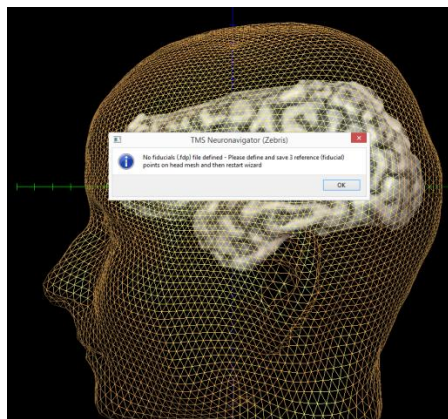 TMS Neuronavigator (Zebris)
No fiducials (.fdp) file defined - Please define and save 3 reference (fiducial)
points on head mesh and then restart wizard
OK